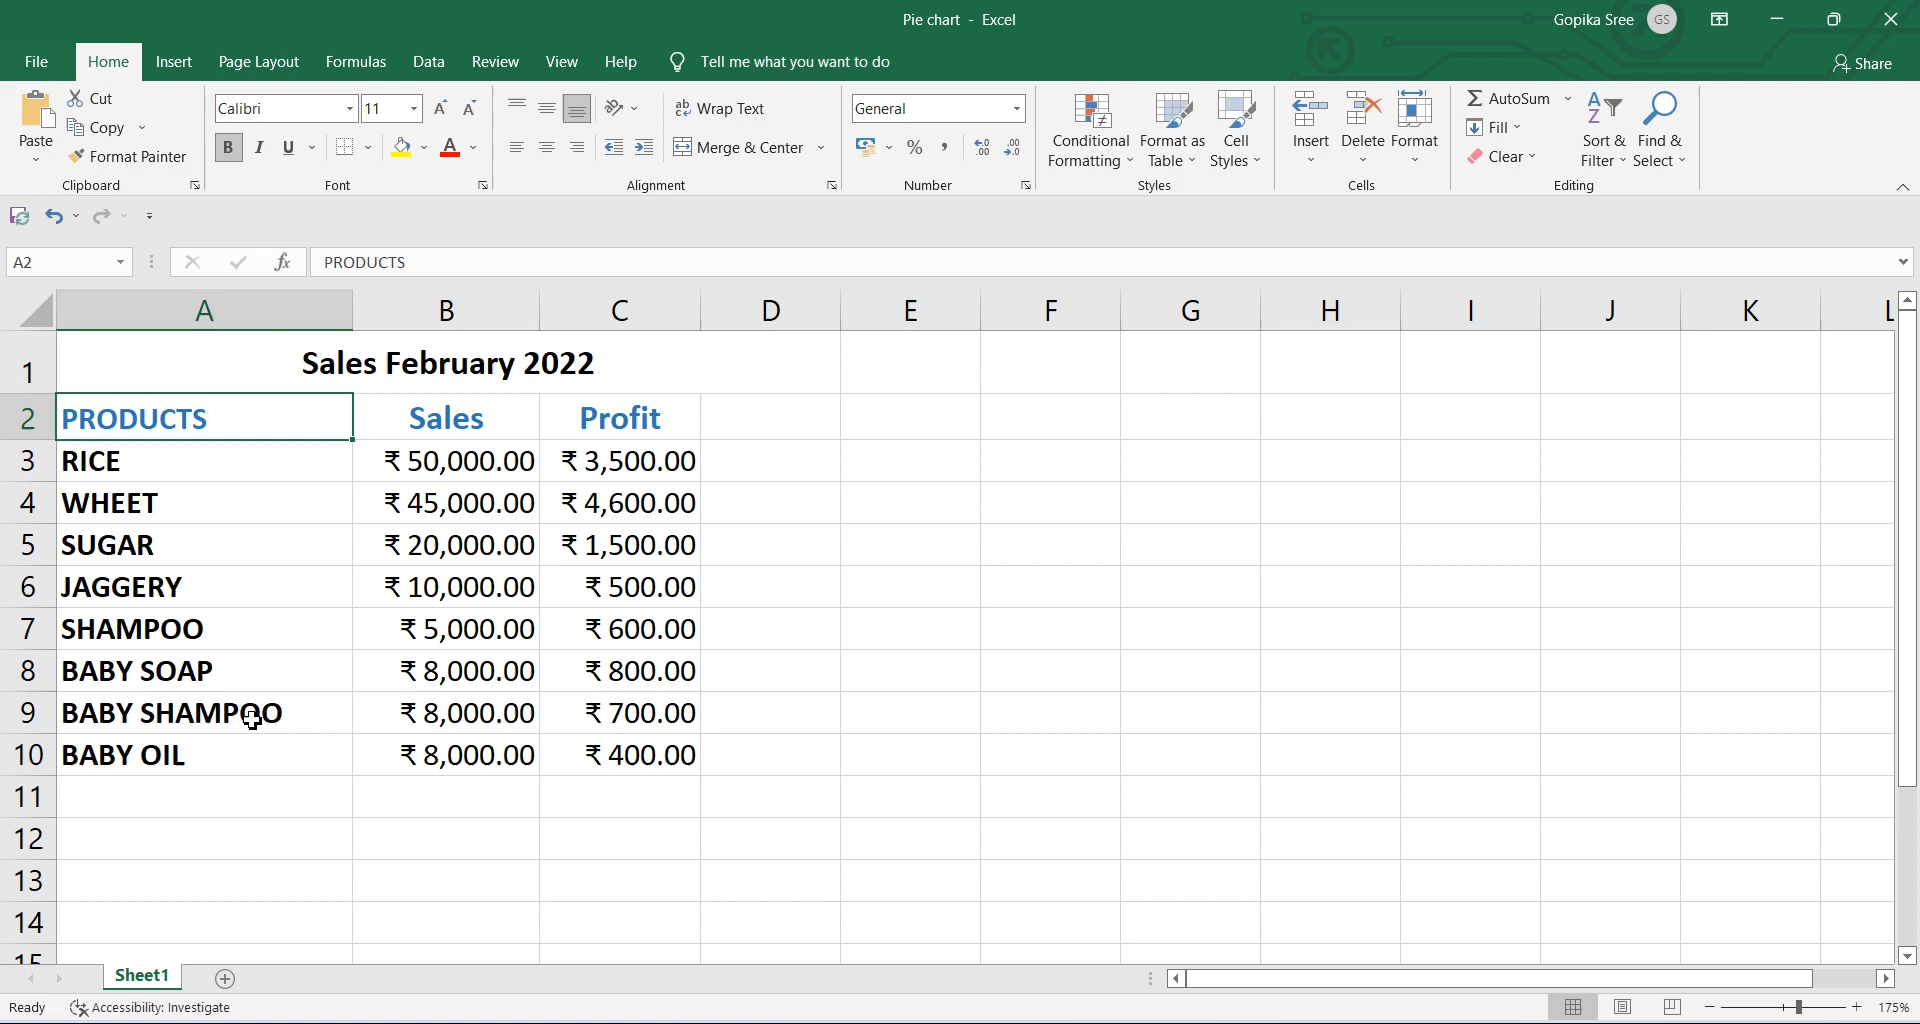 Pie chart - Excel
Gopika Sree GS
File Home Insert Page Layout Formulas Data Review View Help Tell me what you want to do Share
Paste Cut Copy Format Painter Clipboard
Calibri 11 B I U A Font
ab Wrap Text Merge & Center Alignment
General % , Number
Conditional Formatting Format as Table Cell Styles Styles
Insert Delete Format Cells
AutoSum Fill Clear Sort & Filter Find & Select Editing
A2 fx PRODUCTS
A B C D E F G H I J K L
1 Sales February 2022
2 PRODUCTS Sales Profit
3 RICE ₹ 50,000.00 ₹ 3,500.00
4 WHEET ₹ 45,000.00 ₹ 4,600.00
5 SUGAR ₹ 20,000.00 ₹ 1,500.00
6 JAGGERY ₹ 10,000.00 ₹ 500.00
7 SHAMPOO ₹ 5,000.00 ₹ 600.00
8 BABY SOAP ₹ 8,000.00 ₹ 800.00
9 BABY SHAMPOO ₹ 8,000.00 ₹ 700.00
10 BABY OIL ₹ 8,000.00 ₹ 400.00
11
12
13
14
15
Sheet1
Ready Accessibility: Investigate 175%